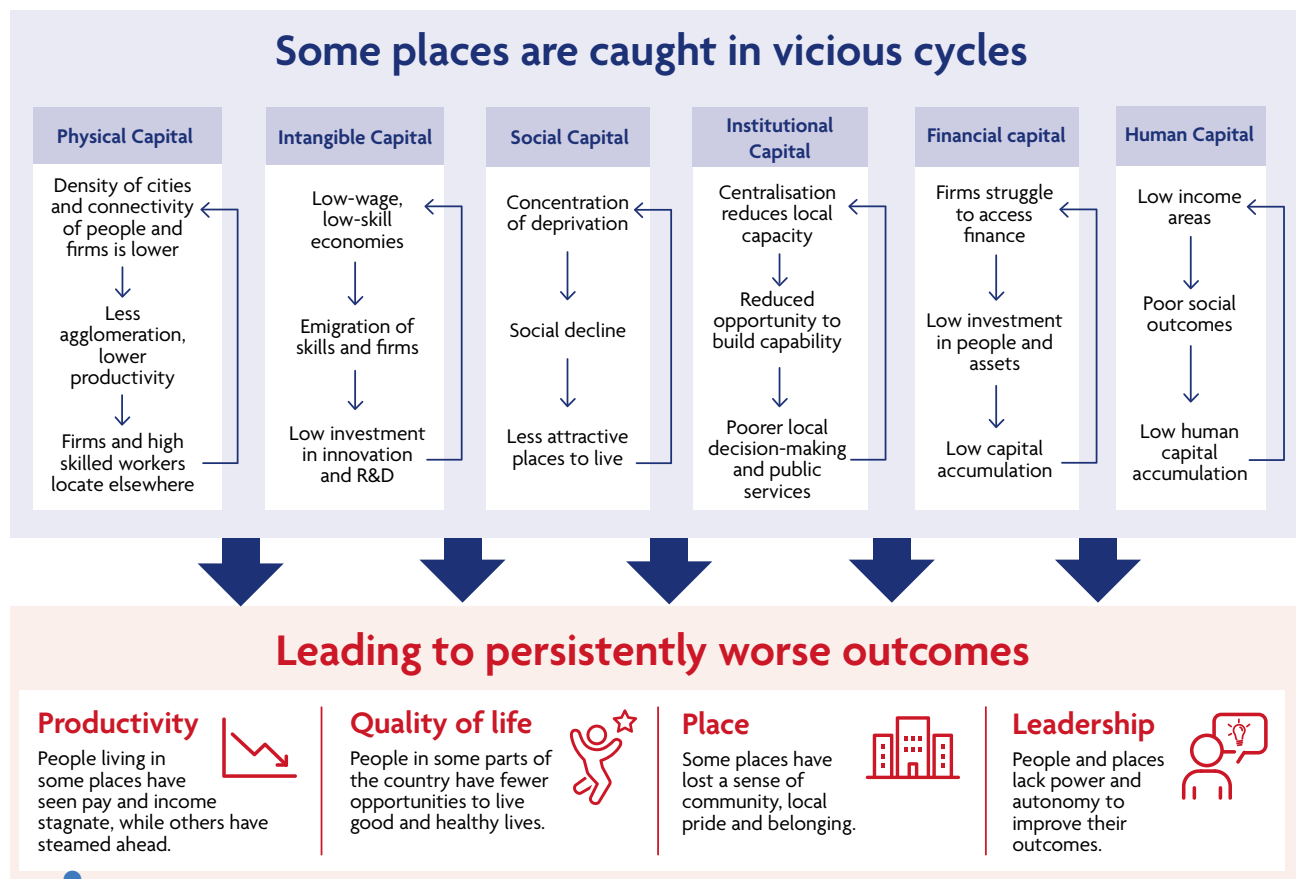 Some places are caught in vicious cycles
Physical Capital
Density of cities
and connectivity
of people and
firms is lower
Less
agglomeration,
lower
productivity
Firms and high
skilled workers
locate elsewhere
Intangible Capital
Low-wage,
low-skill
economies
Emigration of
skills and firms
Low investment
in innovation
and R&D
Social Capital
Concentration
of deprivation
Social decline
Less attractive
places to live
Institutional
Capital
Centralisation
reduces local
capacity
Reduced
opportunity to
build capability
Poorer local
decision-making
and public
services
Financial capital
Firms struggle
to access
finance
Low investment
in people and
assets
Low capital
accumulation
Human Capital
Low income
areas
Poor social
outcomes
Low human
capital
accumulation
Leading to persistently worse outcomes
Productivity
People living in
some places have
seen pay and income
stagnate, while others have
steamed ahead.
Quality of life
People in some parts of
the country have fewer
opportunities to live
good and healthy lives.
Place
Some places have
lost a sense of
community, local
pride and belonging.
Leadership
People and places
lack power and
autonomy to
improve their
outcomes.